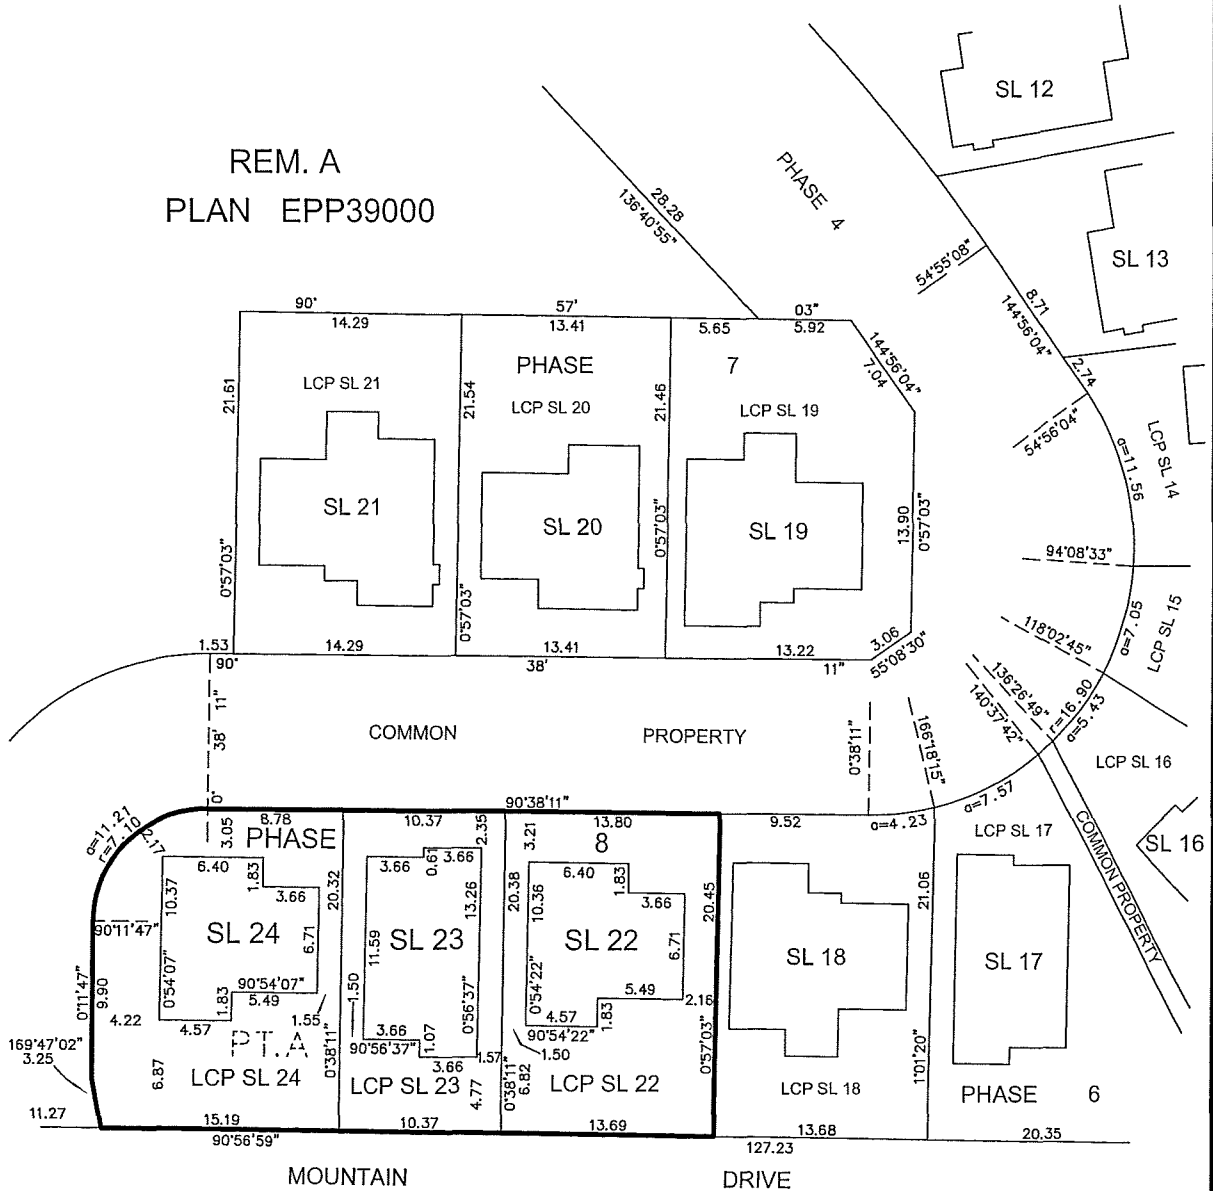 SL 12
REM. A
PLAN EPP39000
PHASE 4
28.28
136°40'55"
54°55'08"
SL 13
8.71
144°56'04"
2.74
54°56'04"
90°
57'
03"
14.29
13.41
5.65
5.92
144°56'04"
7.04
PHASE 7
LCP SL 21
LCP SL 20
LCP SL 19
21.61
21.54
21.46
LCP SL 14
a=11.56
SL 21
SL 20
SL 19
13.90
0°57'03"
0°57'03"
0°57'03"
0°57'03"
94°08'33"
118°02'45"
a=7.05
LCP SL 15
1.53
14.29
13.41
13.22
3.06
55°08'30"
90°
38'
11"
136°26'49"
140°37'42"
r=16.90
a=5.43
0° 38' 11"
COMMON PROPERTY
0°38'11"
166°18'15"
LCP SL 16
a=7.57
90°38'11"
a=11.21
r=7.10
2.17
3.05
8.78
10.37
2.35
3.21
13.80
9.52
a=4.23
PHASE 8
LCP SL 17
COMMON PROPERTY
SL 16
6.40
1.83
3.66
3.66
0.61
3.66
6.40
1.83
3.66
10.37
20.32
13.26
20.38
10.36
20.45
21.06
90°11'47"
SL 24
6.71
SL 23
11.59
SL 22
6.71
SL 18
SL 17
0°11'47"
9.90
0°54'07"
90°54'07"
5.49
1.83
4.22
4.57
1.55
1.50
0°56'37"
3.66
1.07
90°56'37"
3.66
1.57
0°54'22"
5.49
2.16
4.57
1.83
90°54'22"
1.50
169°47'02"
3.25
PT.A
6.87
LCP SL 24
0°38'11"
LCP SL 23
4.77
0°38'11"
6.82
LCP SL 22
0°57'03"
LCP SL 18
1°01'20"
PHASE 6
11.27
15.19
10.37
13.69
13.68
20.35
90°56'59"
127.23
MOUNTAIN DRIVE